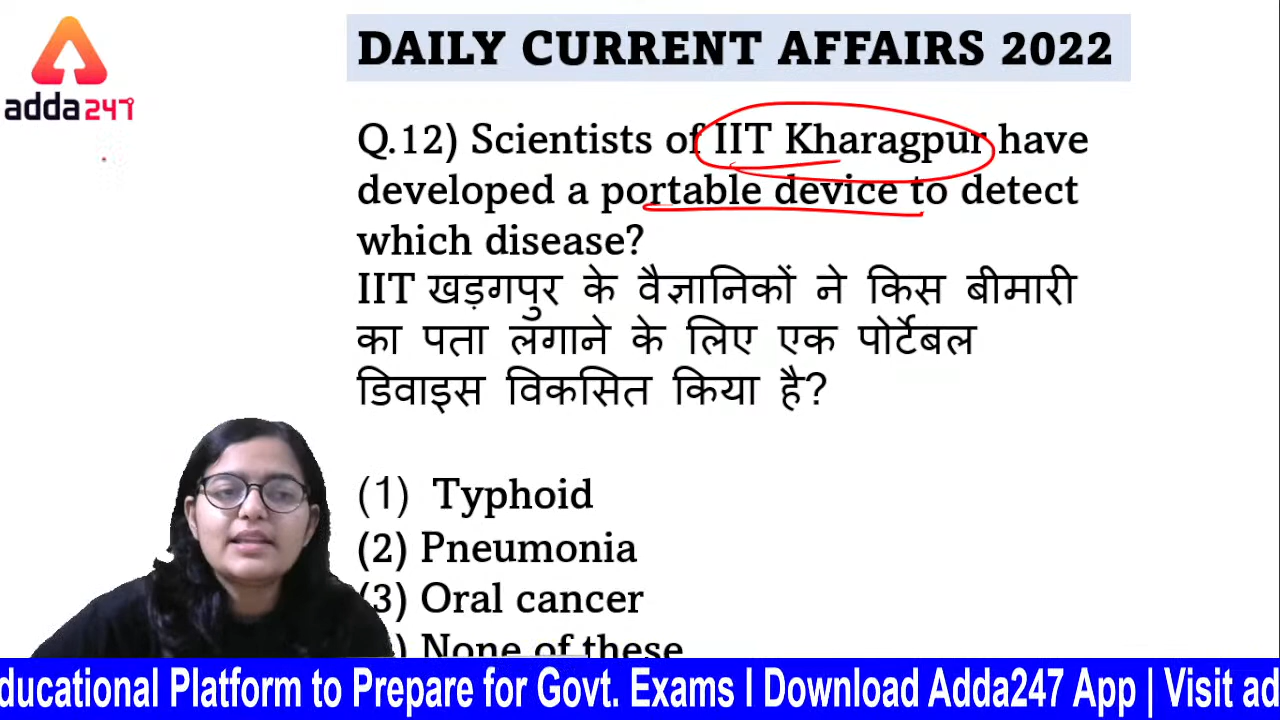 DAILY CURRENT AFFAIRS 2022
adda247
Q.12) Scientists of IIT Kharagpur have
developed a portable device to detect
which disease?
IIT खड़गपुर के वैज्ञानिकों ने किस बीमारी
का पता लगाने के लिए एक पोर्टेबल
डिवाइस विकसित किया है?
(1) Typhoid
(2) Pneumonia
(3) Oral cancer
) None of these
ducational Platform to Prepare for Govt. Exams I Download Adda247 App | Visit ad